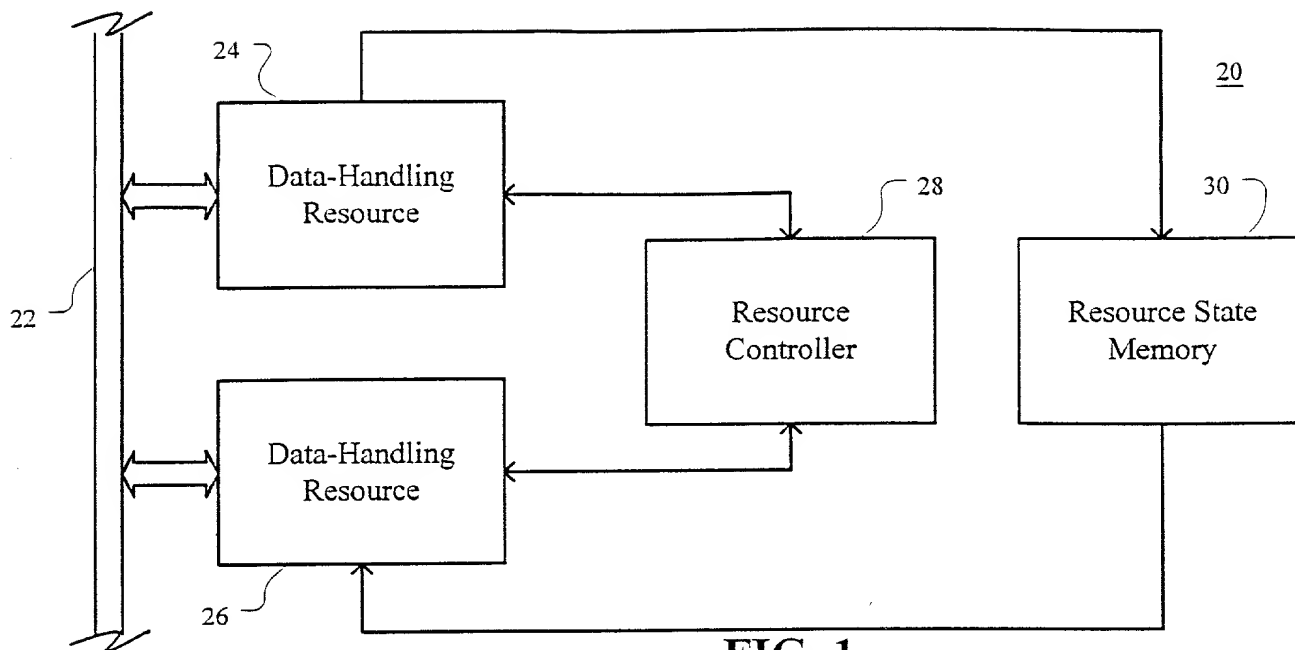 24
20
Data-Handling
Resource
28
30
22
Resource
Controller
Resource State
Memory
Data-Handling
Resource
26
FIG. 1